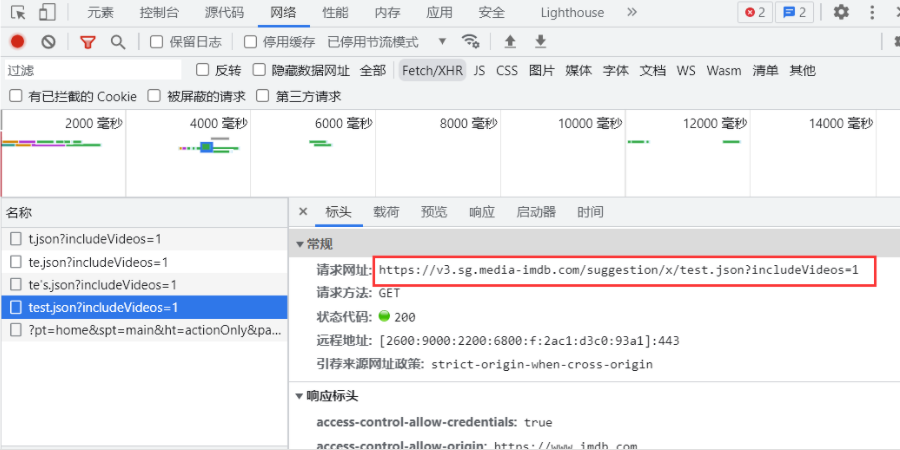 元素 控制台 源代码 网络 性能 内存 应用 安全 Lighthouse » 2 2
保留日志 停用缓存 已停用节流模式
过滤 反转 隐藏数据网址 全部 Fetch/XHR JS CSS 图片 媒体 字体 文档 WS Wasm 清单 其他
有已拦截的 Cookie 被屏蔽的请求 第三方请求
2000 毫秒 4000 毫秒 6000 毫秒 8000 毫秒 10000 毫秒 12000 毫秒 14000 毫秒
名称
t.json?includeVideos=1
te.json?includeVideos=1
te's.json?includeVideos=1
test.json?includeVideos=1
?pt=home&spt=main&ht=actionOnly&pa...
× 标头 载荷 预览 响应 启动器 时间
常规
请求网址: https://v3.sg.media-imdb.com/suggestion/x/test.json?includeVideos=1
请求方法: GET
状态代码: 200
远程地址: [2600:9000:2200:6800:f:2ac1:d3c0:93a1]:443
引荐来源网址政策: strict-origin-when-cross-origin
响应标头
access-control-allow-credentials: true
access-control-allow-origin: https://www.imdb.com